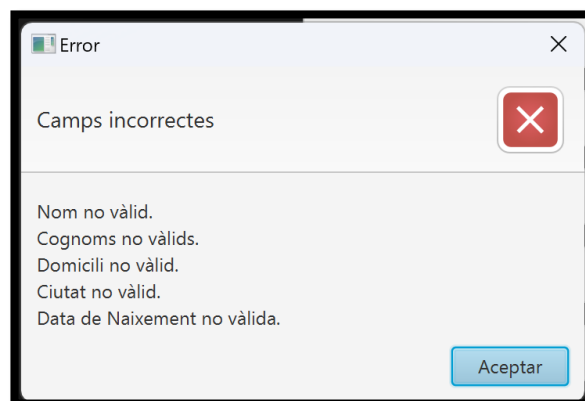 Error
Camps incorrectes
Nom no vàlid.
Cognoms no vàlids.
Domicili no vàlid.
Ciutat no vàlid.
Data de Naixement no vàlida.
Aceptar